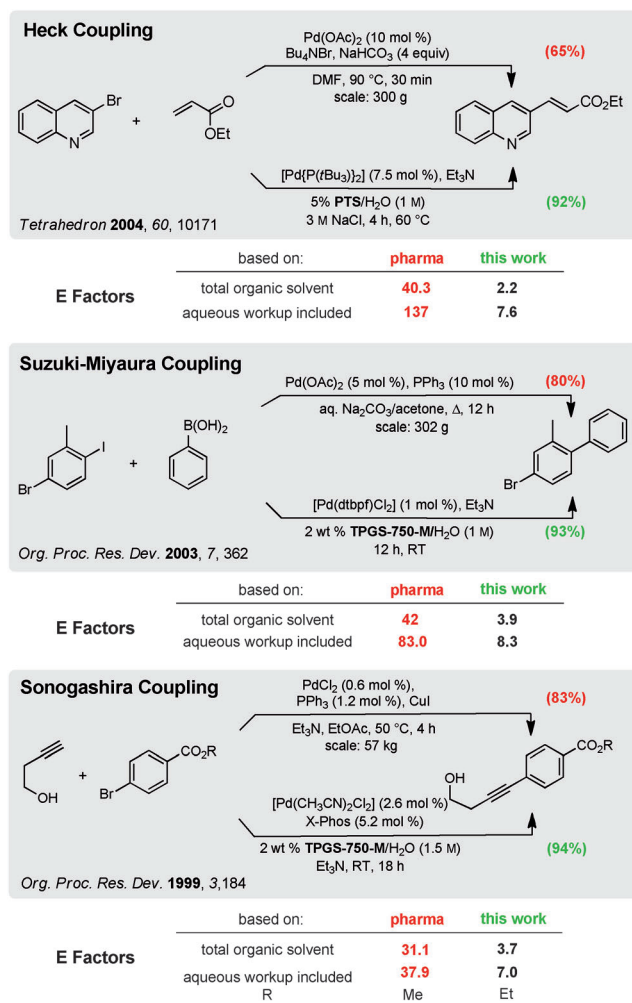 Heck Coupling
Pd(OAc)2 (10 mol %)
Bu4NBr, NaHCO3 (4 equiv)
(65%)
DMF, 90 °C, 30 min
scale: 300 g
Br
N
+
O
OEt
CO2Et
N
[Pd{P(tBu3)}2] (7.5 mol %), Et3N
5% PTS/H2O (1 M)
3 M NaCl, 4 h, 60 °C
(92%)
Tetrahedron 2004, 60, 10171
E Factors
based on: pharma this work
total organic solvent 40.3 2.2
aqueous workup included 137 7.6
Suzuki-Miyaura Coupling
Pd(OAc)2 (5 mol %), PPh3 (10 mol %)
(80%)
aq. Na2CO3/acetone, Δ, 12 h
scale: 302 g
B(OH)2
I
+
Br
Br
[Pd(dtbpf)Cl2] (1 mol %), Et3N
2 wt % TPGS-750-M/H2O (1 M)
12 h, RT
(93%)
Org. Proc. Res. Dev. 2003, 7, 362
E Factors
based on: pharma this work
total organic solvent 42 3.9
aqueous workup included 83.0 8.3
Sonogashira Coupling
PdCl2 (0.6 mol %),
PPh3 (1.2 mol %), CuI
(83%)
Et3N, EtOAc, 50 °C, 4 h
scale: 57 kg
CO2R
+
OH
Br
CO2R
OH
[Pd(CH3CN)2Cl2] (2.6 mol%)
X-Phos (5.2 mol %)
2 wt % TPGS-750-M/H2O (1.5 M)
Et3N, RT, 18 h
(94%)
Org. Proc. Res. Dev. 1999, 3,184
E Factors
based on: pharma this work
total organic solvent 31.1 3.7
aqueous workup included 37.9 7.0
R Me Et